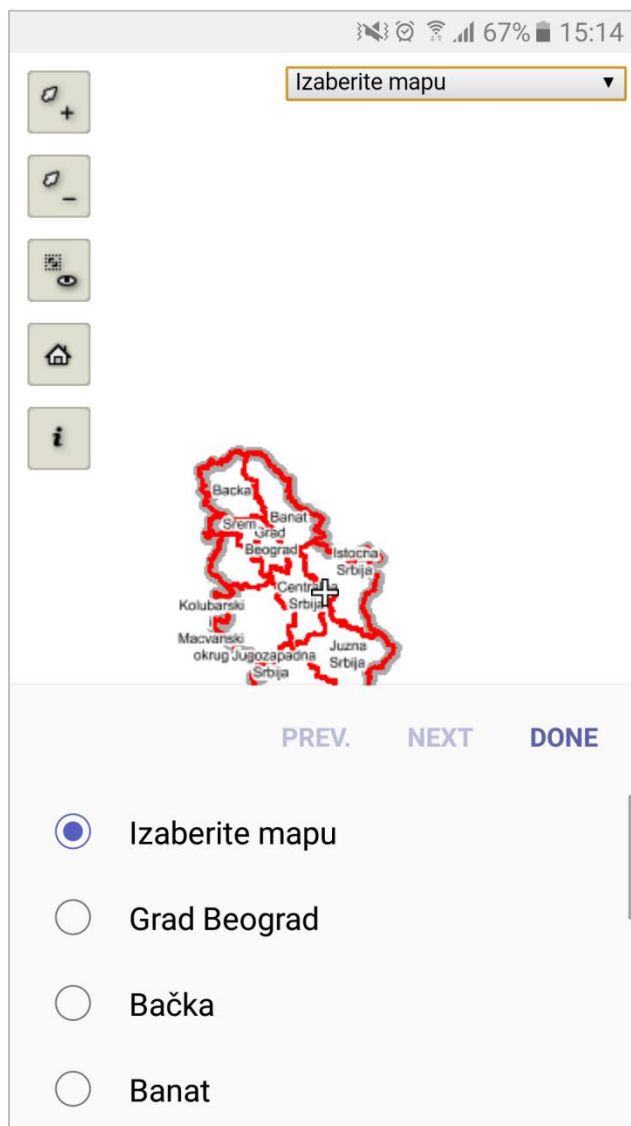 67% 15:14
Izaberite mapu
+
-
i
Backa
Banat
Srem
Grad
Beograd
Istocna
Srbija
Centralna
Srbija
Kolubarski
i
Macvanski
okrug
Jugozapadna
Srbija
Juzna
Srbija
PREV. NEXT DONE
Izaberite mapu
Grad Beograd
Bačka
Banat